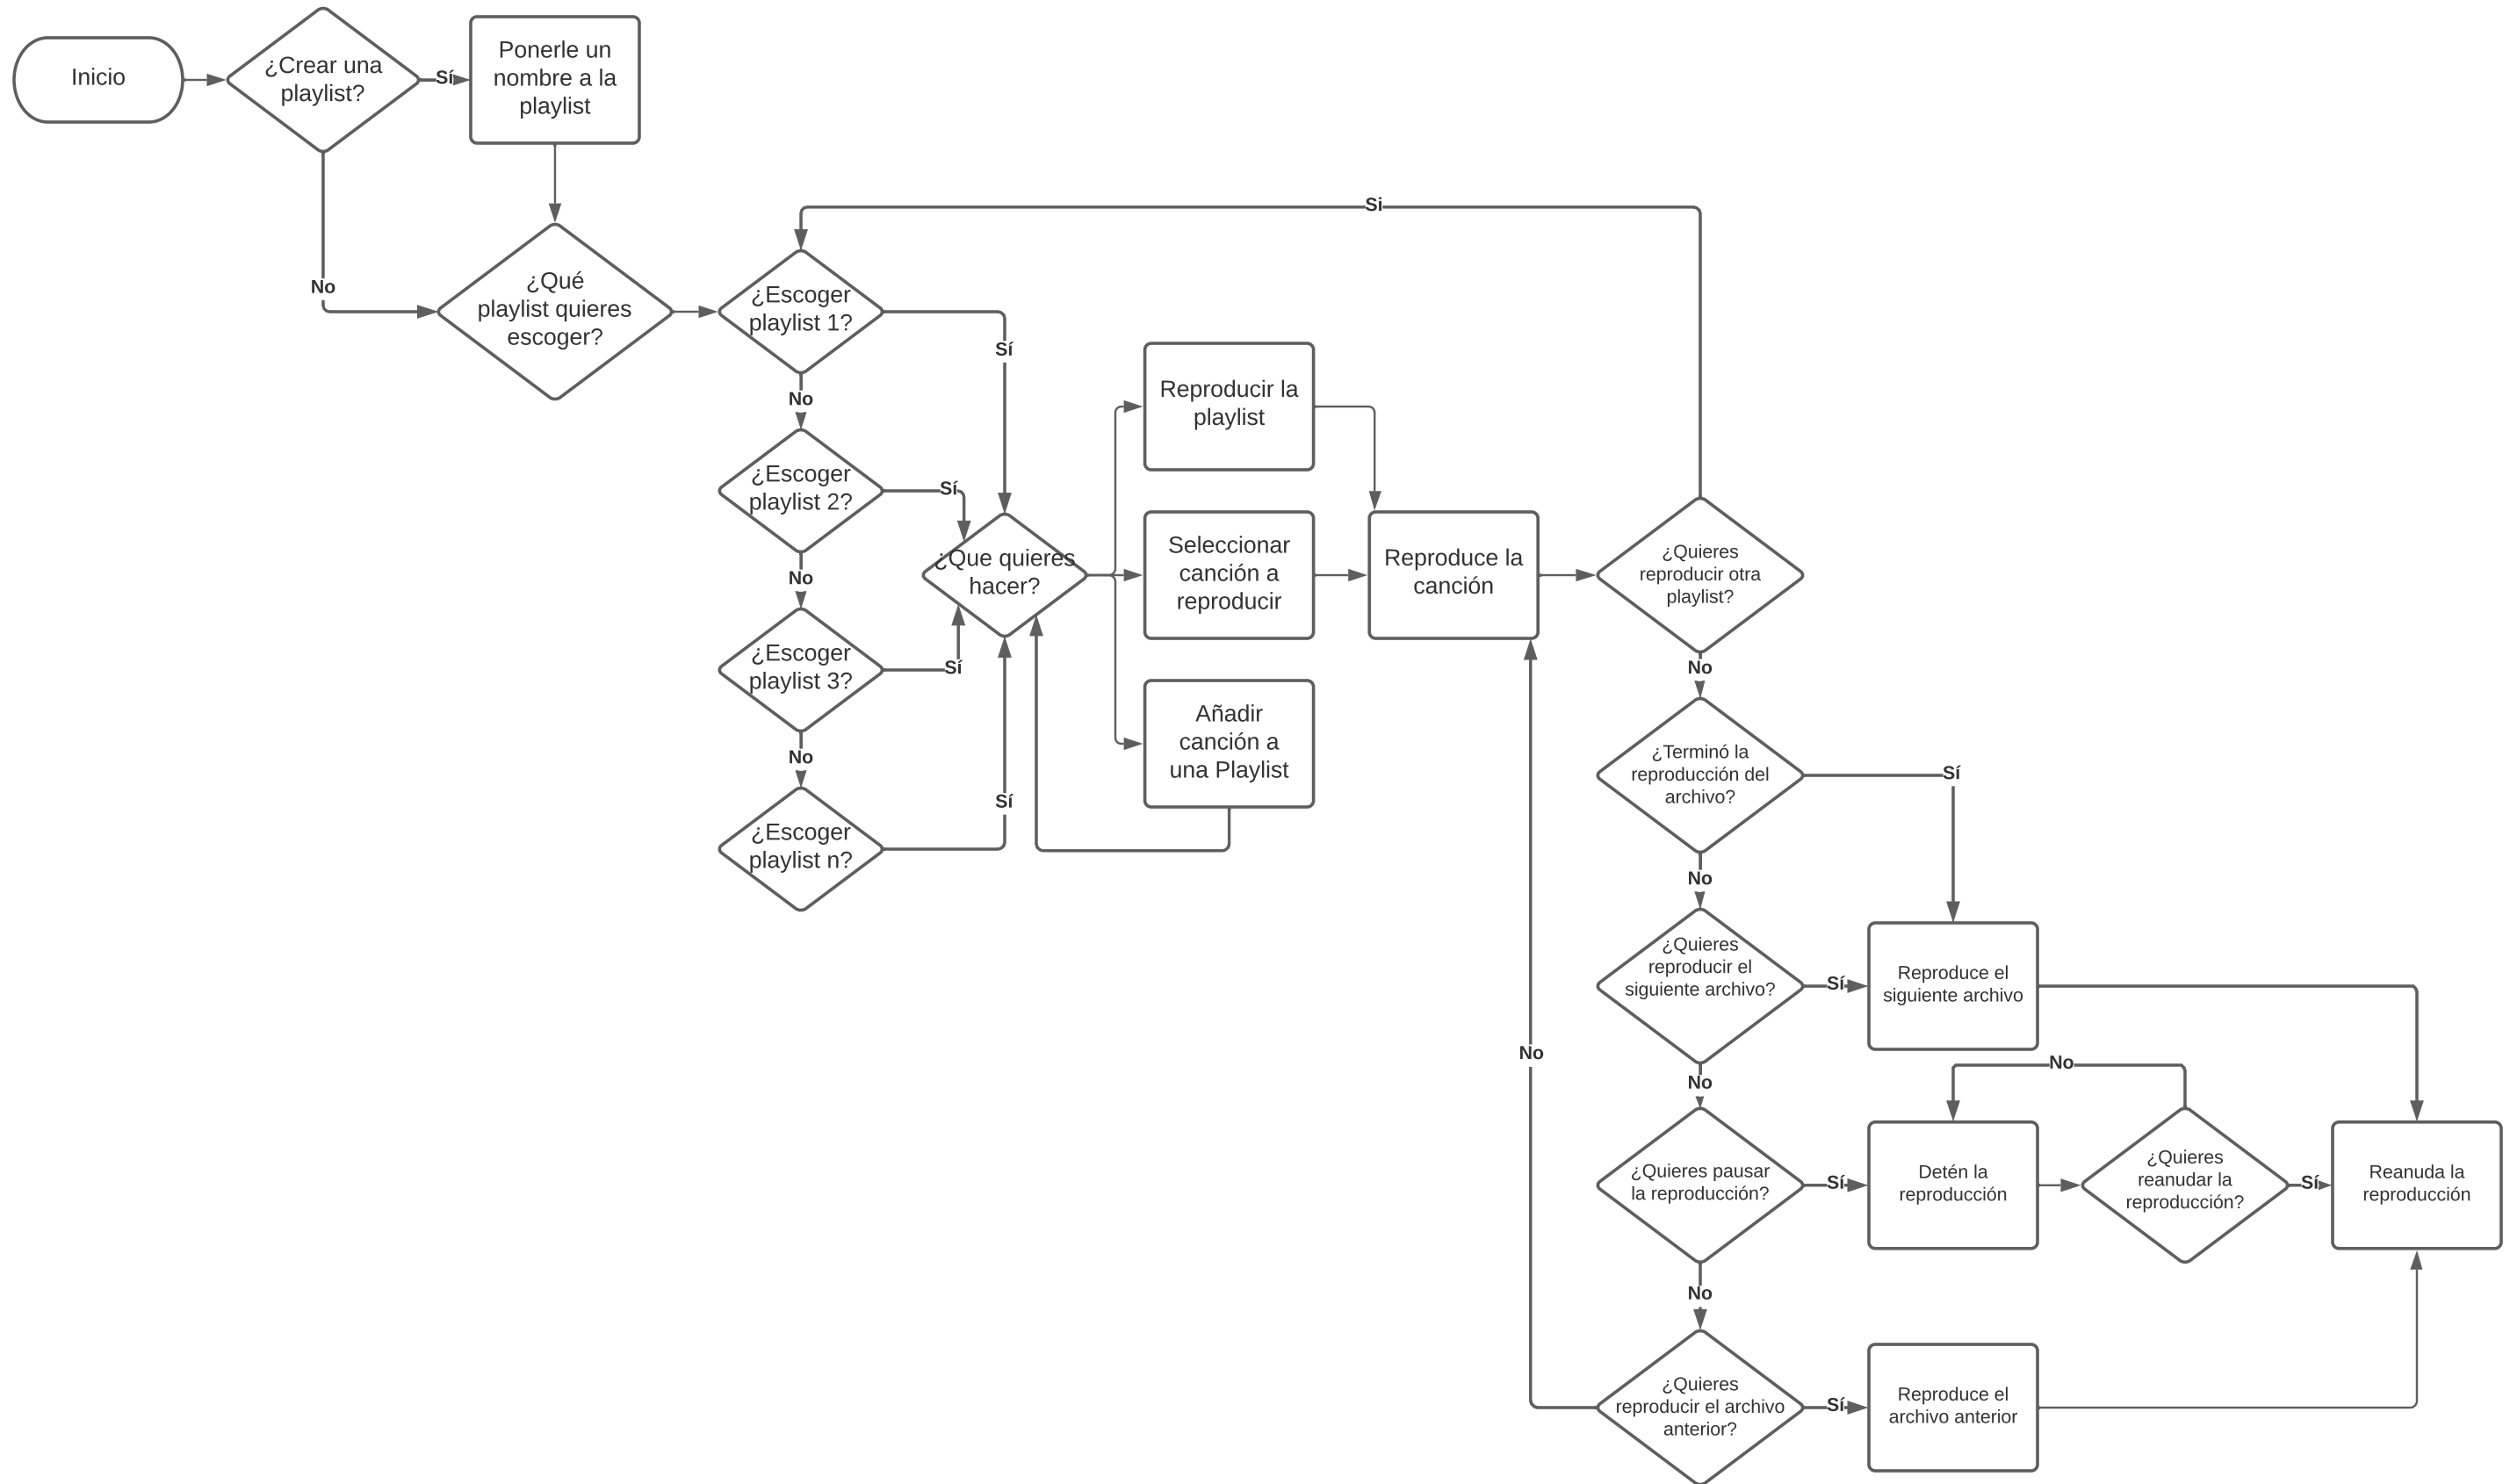 Inicio
¿Crear una
playlist?
Sí
Ponerle un
nombre a la
playlist
No
¿Qué
playlist quieres
escoger?
Si
¿Escoger
playlist 1?
Sí
No
¿Escoger
playlist 2?
Sí
No
¿Escoger
playlist 3?
Sí
No
¿Escoger
playlist n?
Sí
¿Que quieres
hacer?
Reproducir la
playlist
Seleccionar
canción a
reproducir
Añadir
canción a
una Playlist
Reproduce la
canción
¿Quieres
reproducir otra
playlist?
No
¿Terminó la
reproducción del
archivo?
Sí
No
¿Quieres
reproducir el
siguiente archivo?
Sí
Reproduce el
siguiente archivo
No
No
No
¿Quieres pausar
la reproducción?
Sí
Detén la
reproducción
¿Quieres
reanudar la
reproducción?
Sí
Reanuda la
reproducción
No
¿Quieres
reproducir el archivo
anterior?
Sí
Reproduce el
archivo anterior